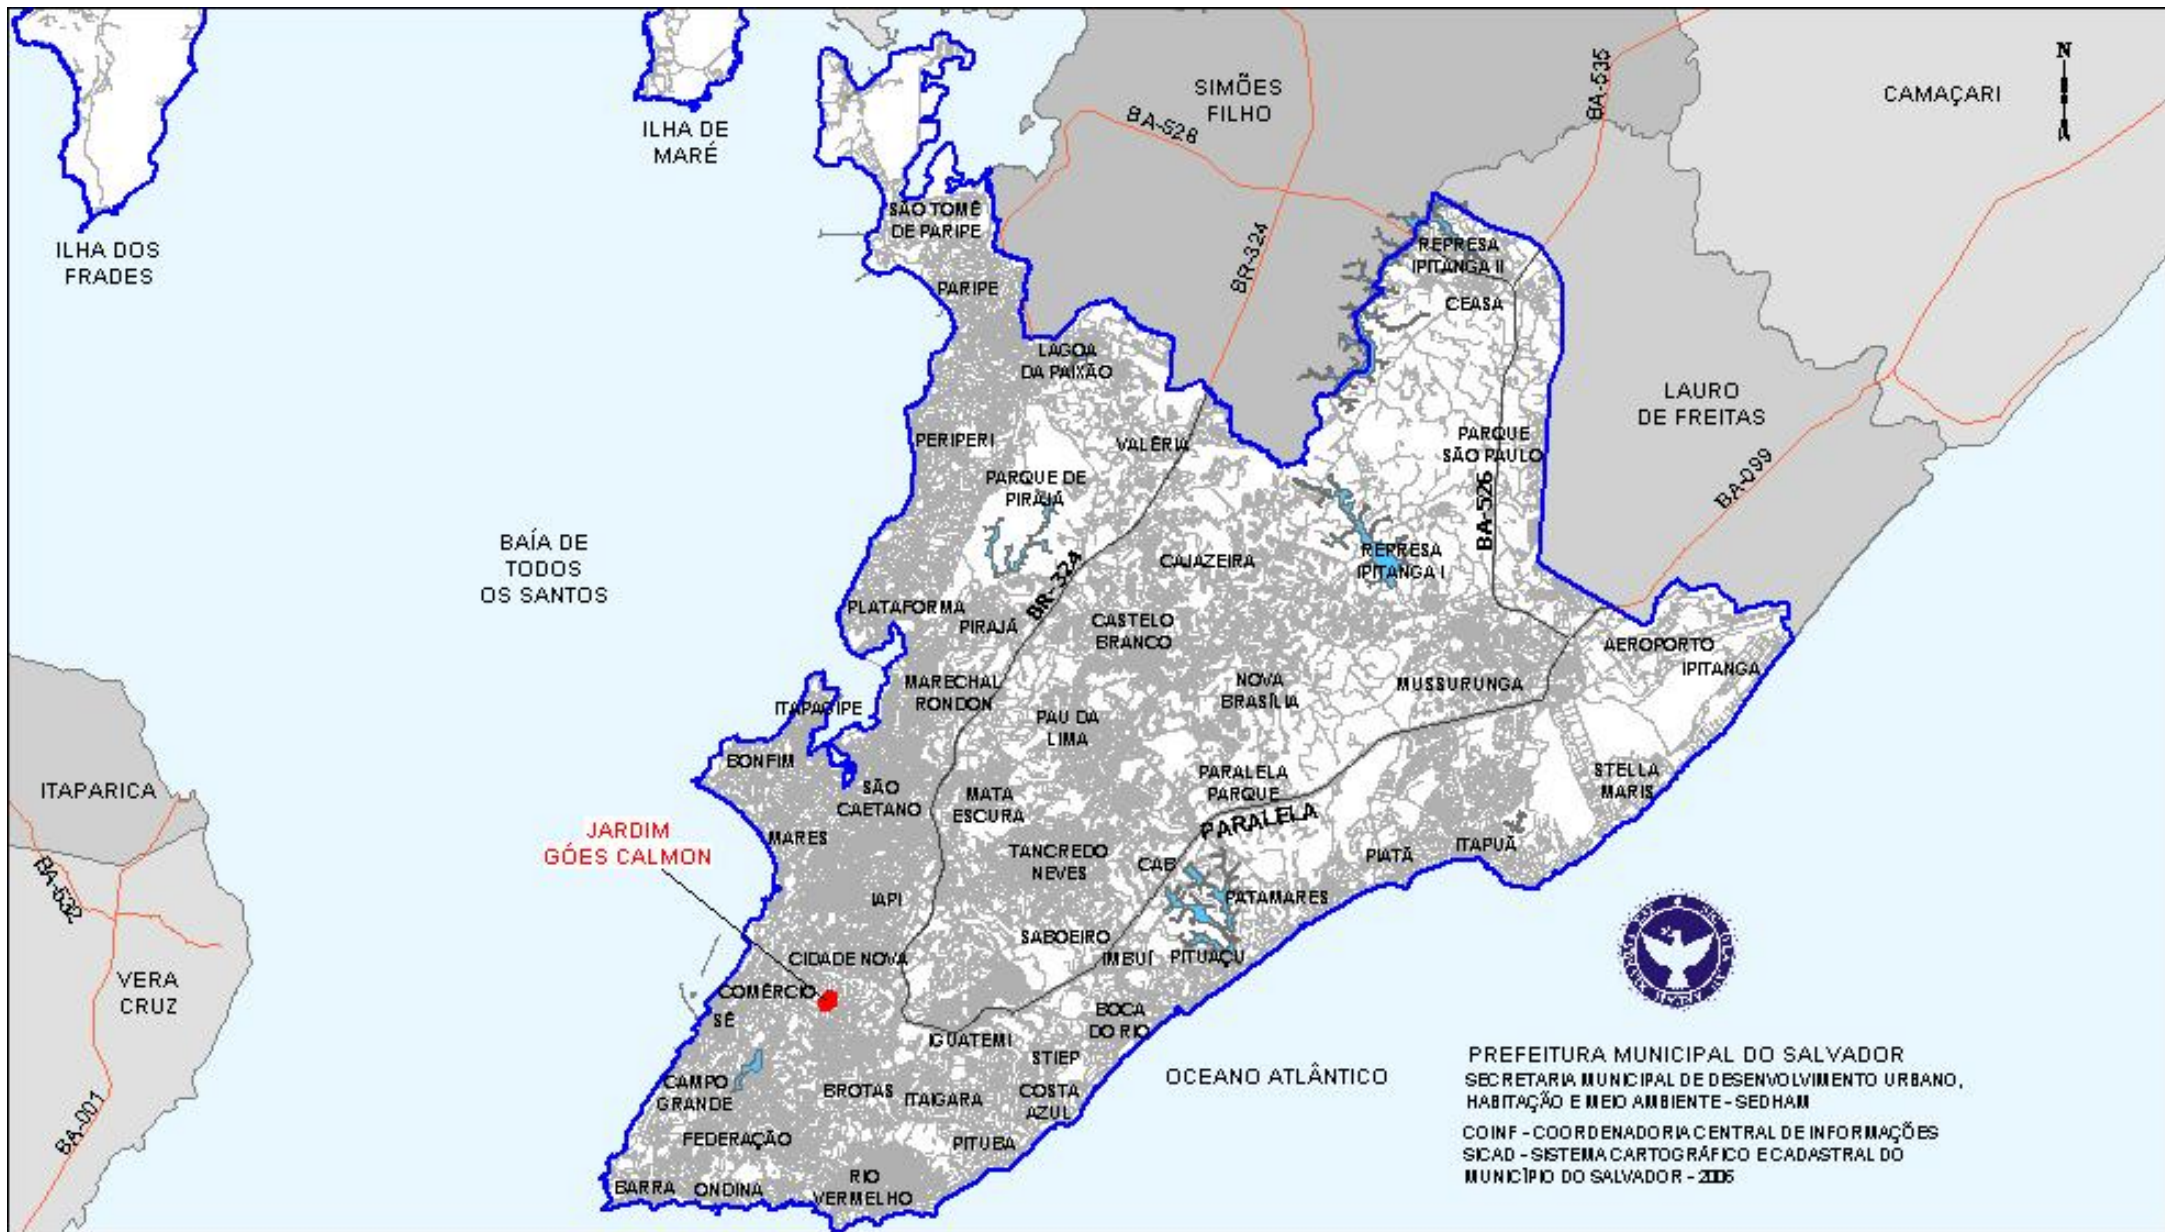 N
SIMÕES
FILHO
CAMAÇARI
BA-535
BA-526
BR-324
ILHA DE
MARÉ
ILHA DOS
FRADES
SÃO TOMÉ
DE PARIPE
REPRESA
IPITANGA II
PARIPE
CEASA
LAGOA
DA PAIXÃO
LAURO
DE FREITAS
PERIPERI
VALÉRIA
PARQUE
SÃO PAULO
PARQUE DE
PIRAJÁ
BA-099
BA-526
BAÍA DE
TODOS
OS SANTOS
CAJAZEIRA
REPRESA
IPITANGA I
BR-324
PLATAFORMA
PIRAJÁ
CASTELO
BRANCO
AEROPORTO
IPITANGA
MARECHAL
RONDON
NOVA
BRASÍLIA
MUSSURUNGA
ITAPAGIPE
PAU DA
LIMA
BONFIM
PARALELA
PARQUE
STELLA
MARIS
ITAPARICA
SÃO
CAETANO
MATA
ESCURA
PARALELA
JARDIM
GÓES CALMON
MARES
TANCREDO
NEVES
CAB
PIATÃ
ITAPUÃ
BA-532
IAPI
PATAMARES
SABOEIRO
CIDADE NOVA
IMBUÍ
PITUAÇU
VERA
CRUZ
COMÉRCIO
SÉ
BOCA
DO RIO
IGUATEMI
STIEP
OCEANO ATLÂNTICO
CAMPO
GRANDE
BROTAS
ITAIGARA
COSTA
AZUL
BA-001
FEDERAÇÃO
PITUBA
BARRA
ONDINA
RIO
VERMELHO
PREFEITURA MUNICIPAL DO SALVADOR
SECRETARIA MUNICIPAL DE DESENVOLVIMENTO URBANO,
HABITAÇÃO E MEIO AMBIENTE - SEDHAM
COINF - COORDENADORIA CENTRAL DE INFORMAÇÕES
SICAD - SISTEMA CARTOGRÁFICO E CADASTRAL DO
MUNICÍPIO DO SALVADOR - 2006